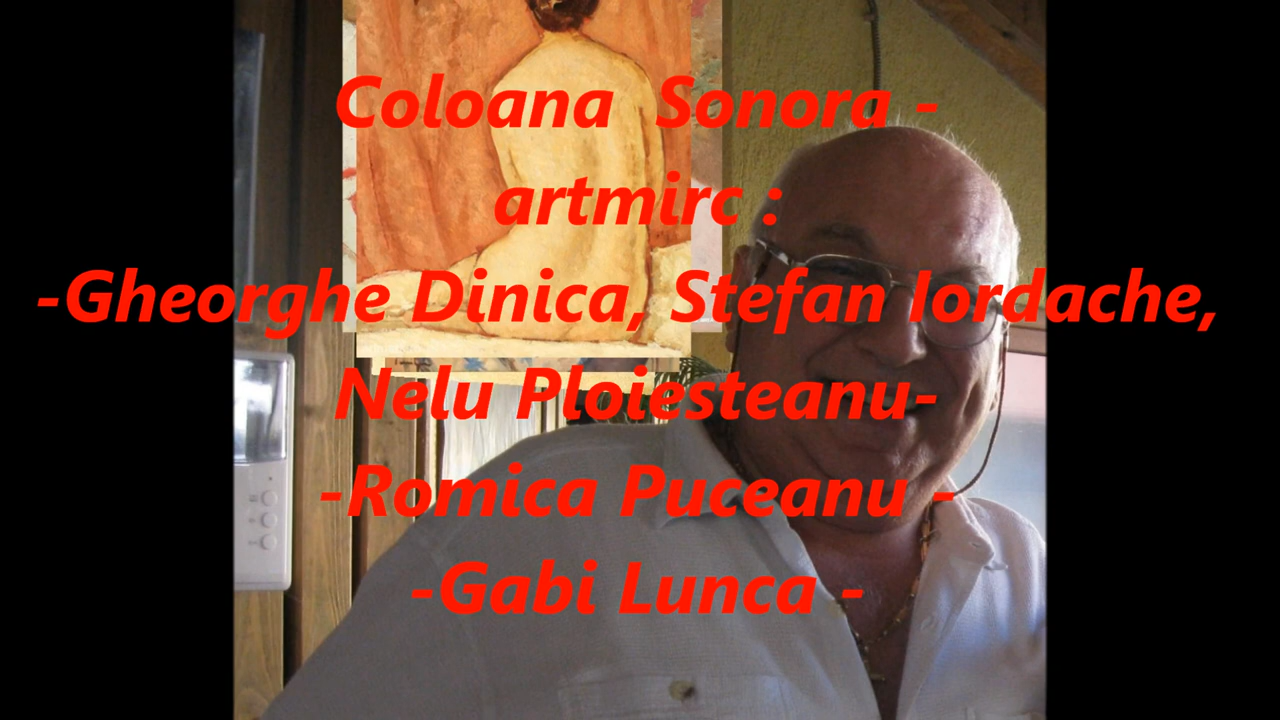 Coloana Sonora -
artmirc :
-Gheorghe Dinica, Stefan Iordache,
Nelu Ploiesteanu-
-Romica Puceanu -
-Gabi Lunca -